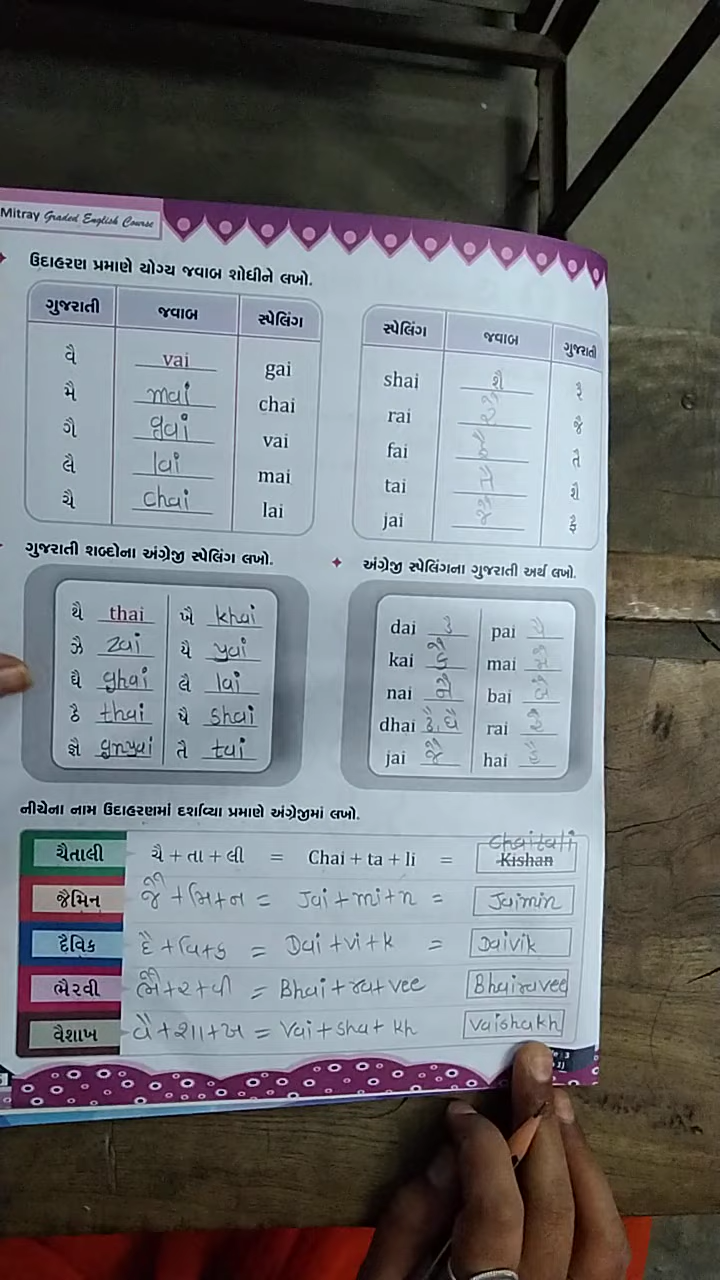 Mitray Graded English Course
ઉદાહરણ પ્રમાણે યોગ્ય જવાબ શોધીને લખો.
ગુજરાતી જવાબ સ્પેલિંગ
વૈ vai gai
મૈ mai chai
ગૈ gai vai
લૈ lai mai
ચૈ chai lai
સ્પેલિંગ જવાબ ગુજરાતી
shai શૈ રૈ
rai રૈ જૈ
fai ફૈ તૈ
tai તૈ શૈ
jai જૈ ફૈ
ગુજરાતી શબ્દોના અંગ્રેજી સ્પેલિંગ લખો.
થૈ thai ખૈ khai
ઝૈ zai યૈ yai
ઘૈ ghai લૈ lai
ઠૈ thai shai
જ્ઞૈ gnyai તૈ tai
અંગ્રેજી સ્પેલિંગના ગુજરાતી અર્થ લખો.
dai pai
kai mai મૈ
nai નૈ bai બૈ
dhai rai રૈ
jai જૈ hai હૈ
નીચેના નામ ઉદાહરણમાં દર્શાવ્યા પ્રમાણે અંગ્રેજીમાં લખો.
ચૈતાલી ચૈ + તા + લી = Chai + ta + li = Kishan chaitali
જૈમિન જૈ + મિ + ન = Jai + mi + n = Jaimin
દૈવિક દૈ + વિ + ક = Dai + vi + k = Daivik
ભૈરવી ભૈ + ર + વી = Bhai + ra + vee Bhairavee
વૈશાખ વૈ + શા + ખ = Vai + sha + kh Vaishakh